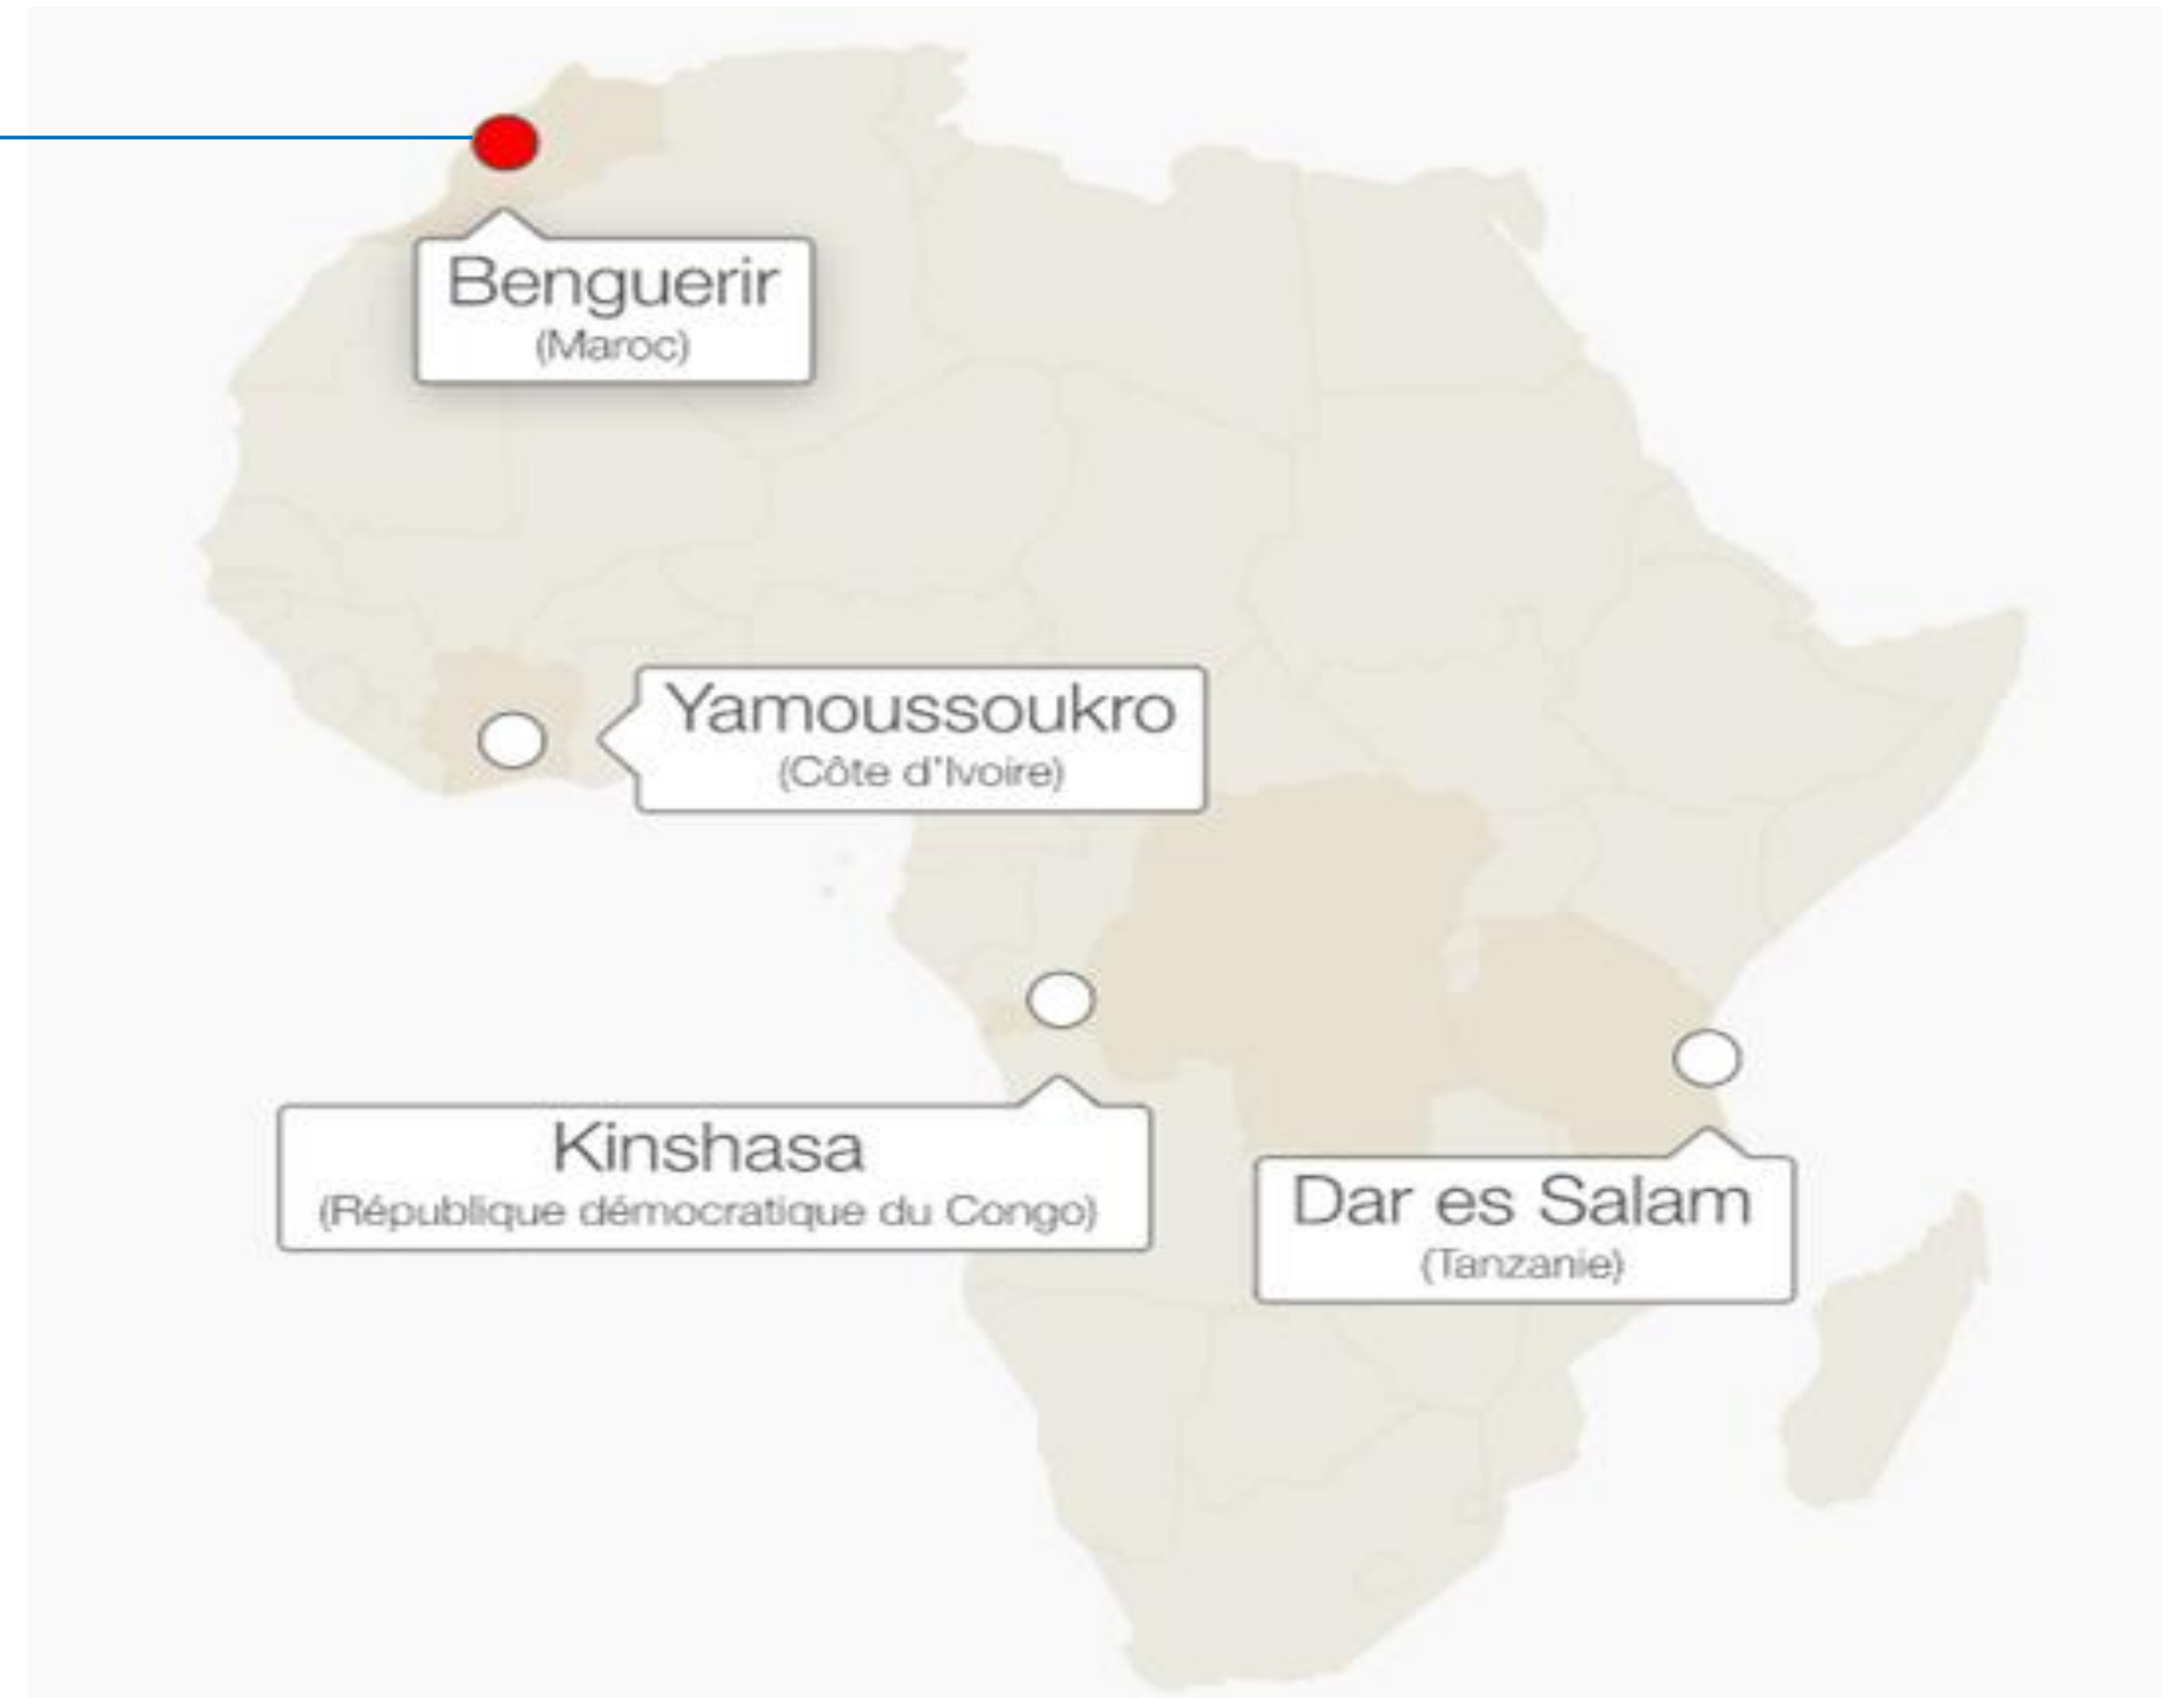 Benguerir
(Maroc)
Yamoussoukro
(Côte d'Ivoire)
Kinshasa
(République démocratique du Congo)
Dar es Salam
(Tanzanie)